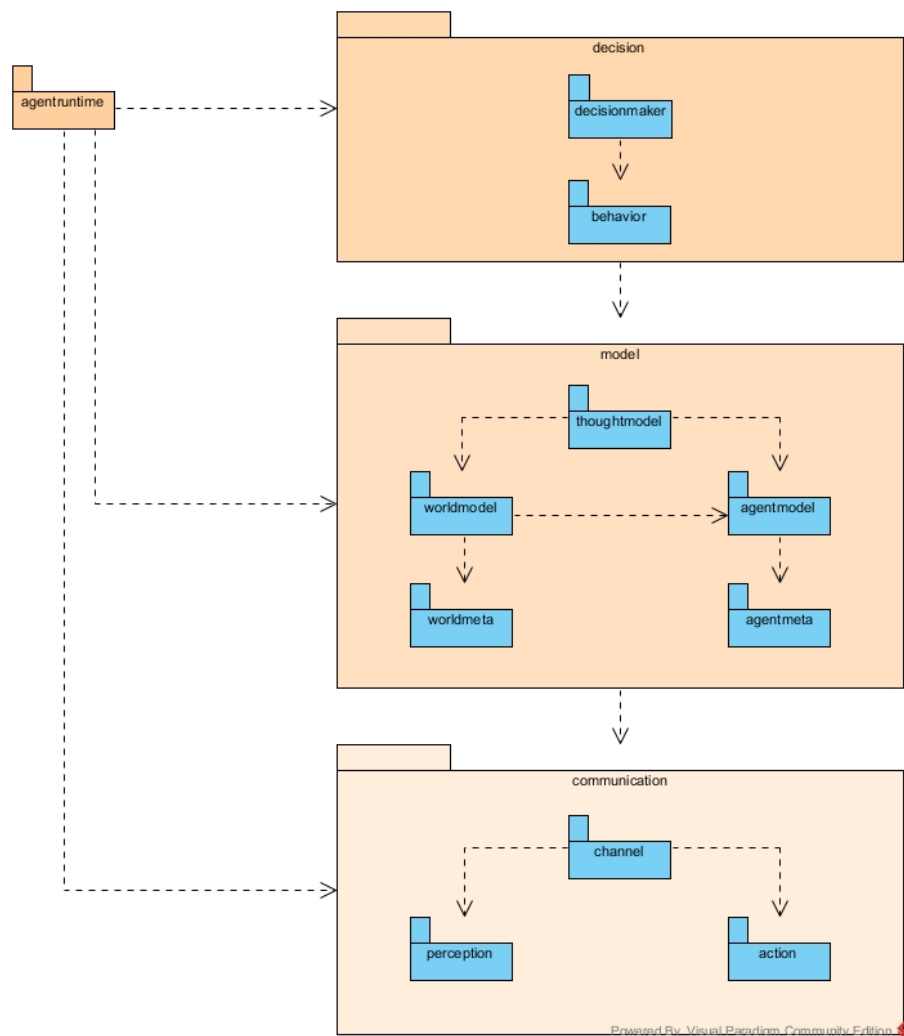 decision
decisionmaker
agentruntime
behavior
model
thoughtmodel
worldmodel
agentmodel
worldmeta
agentmeta
communication
channel
perception
action
Powered By Visual Paradigm Community Edition